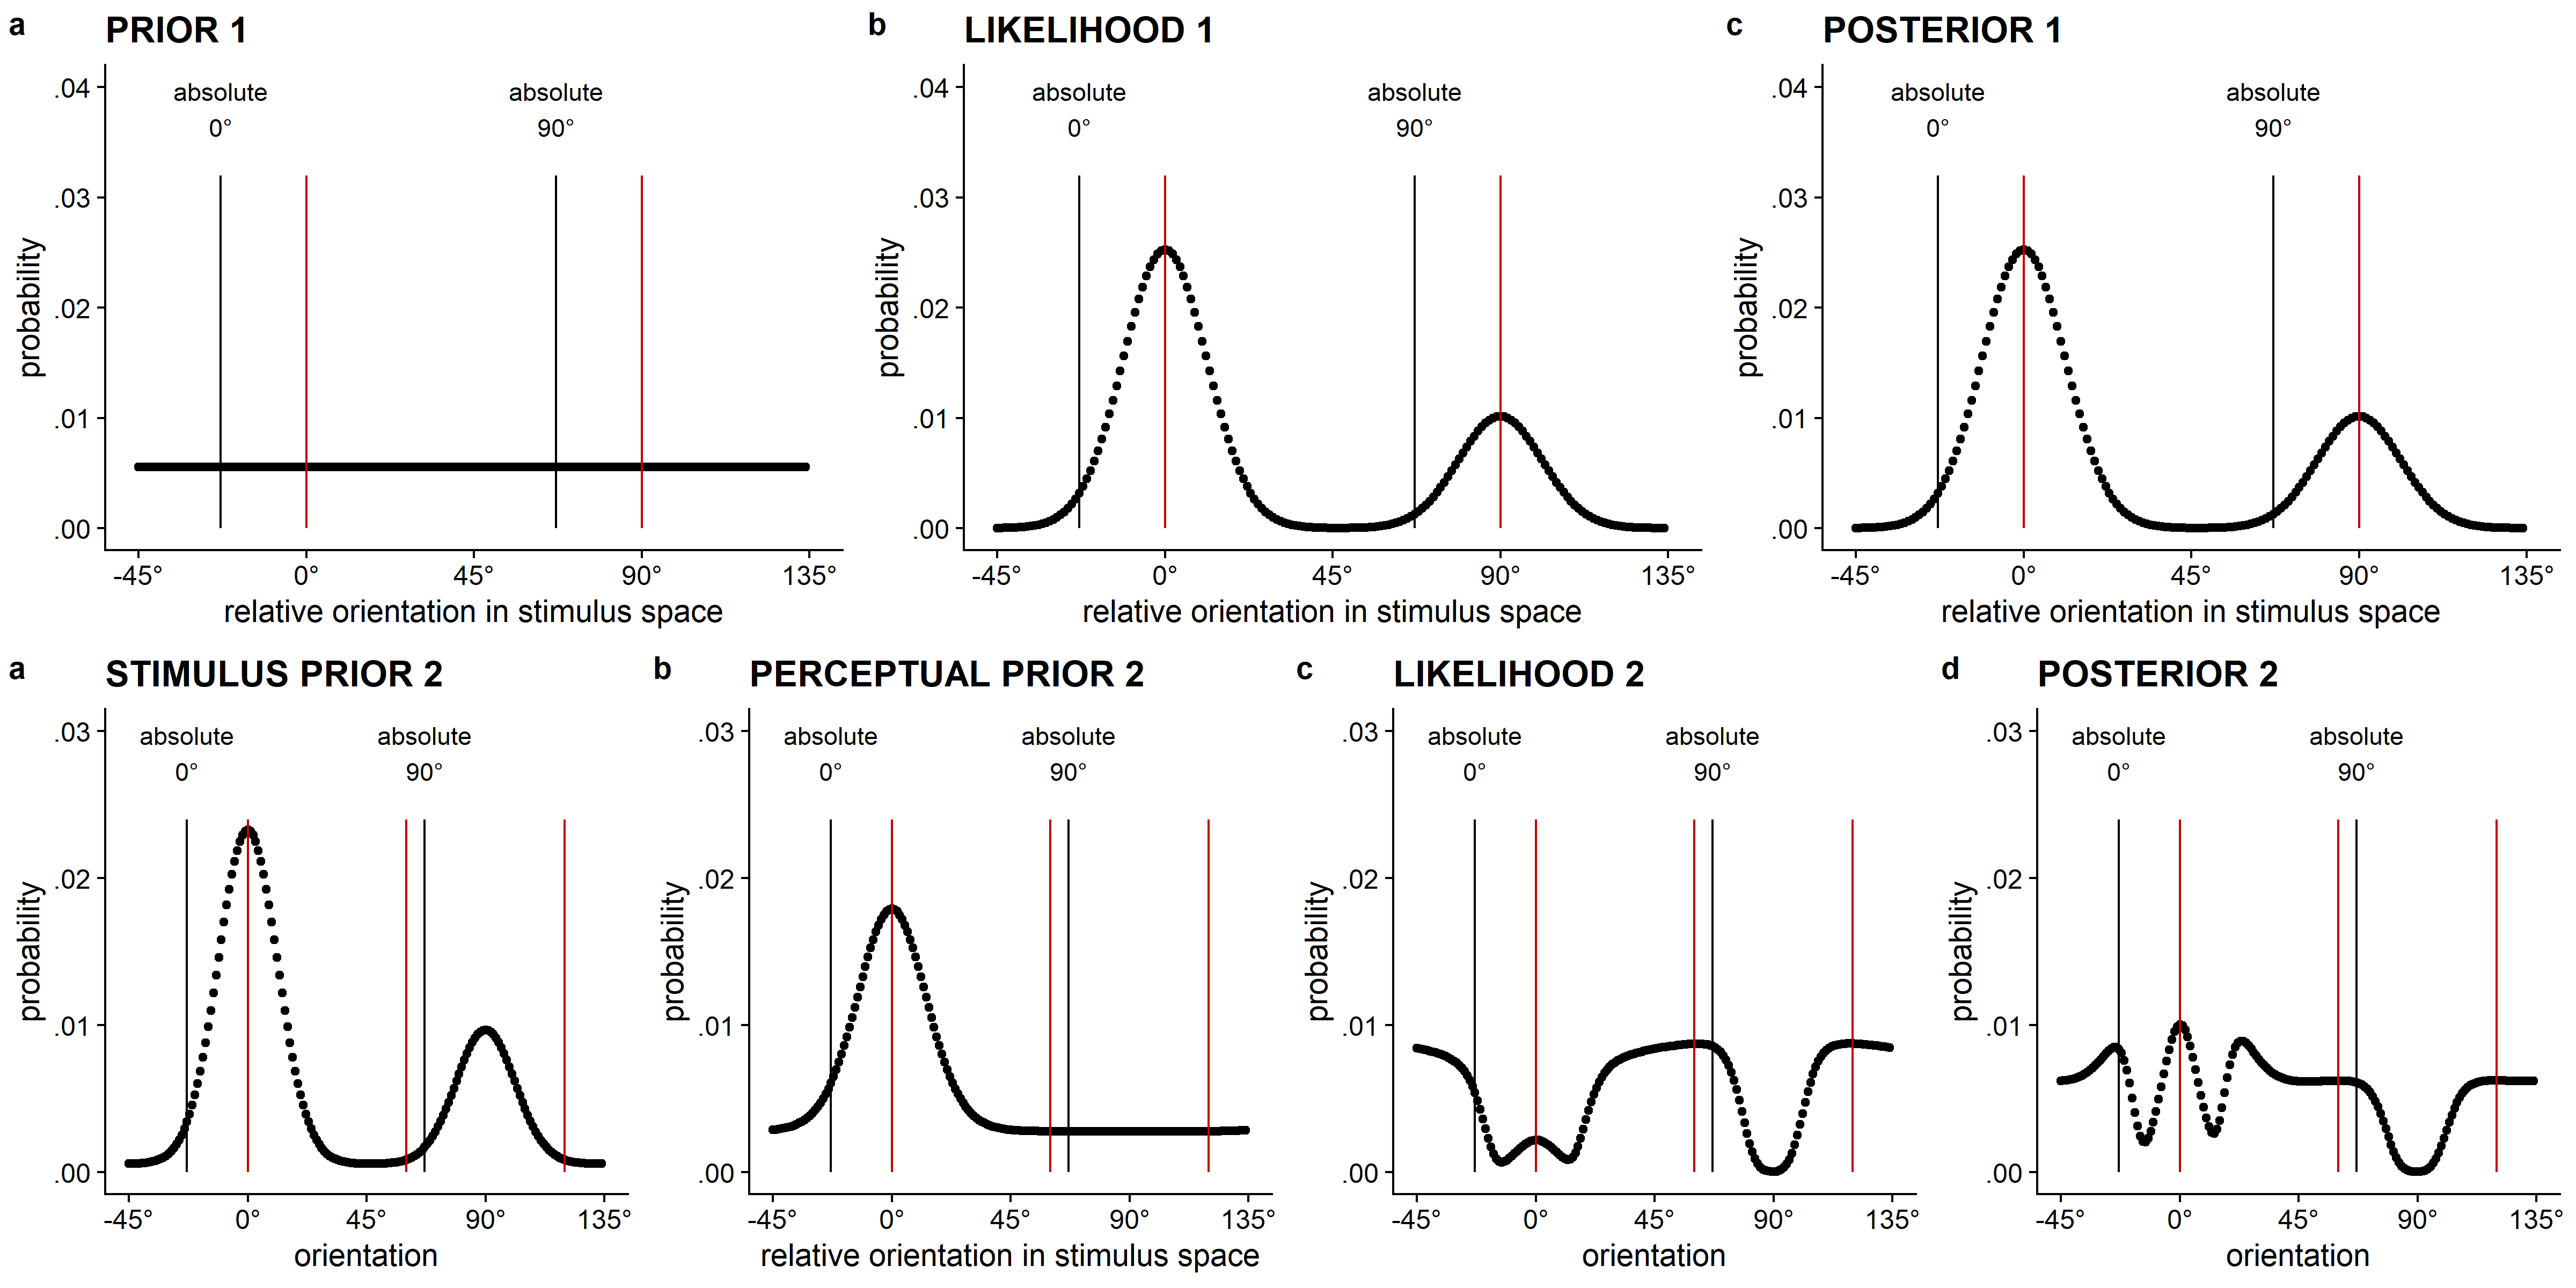 a PRIOR 1
absolute absolute
0° 90°
.04
.03
.02
.01
.00
probability
-45° 0° 45° 90° 135°
relative orientation in stimulus space
b LIKELIHOOD 1
absolute absolute
0° 90°
.04
.03
.02
.01
.00
probability
-45° 0° 45° 90° 135°
relative orientation in stimulus space
c POSTERIOR 1
absolute absolute
0° 90°
.04
.03
.02
.01
.00
probability
-45° 0° 45° 90° 135°
relative orientation in stimulus space
a STIMULUS PRIOR 2
absolute absolute
0° 90°
.03
.02
.01
.00
probability
-45° 0° 45° 90° 135°
orientation
b PERCEPTUAL PRIOR 2
absolute absolute
0° 90°
.03
.02
.01
.00
probability
-45° 0° 45° 90° 135°
relative orientation in stimulus space
c LIKELIHOOD 2
absolute absolute
0° 90°
.03
.02
.01
.00
probability
-45° 0° 45° 90° 135°
orientation
d POSTERIOR 2
absolute absolute
0° 90°
.03
.02
.01
.00
probability
-45° 0° 45° 90° 135°
orientation